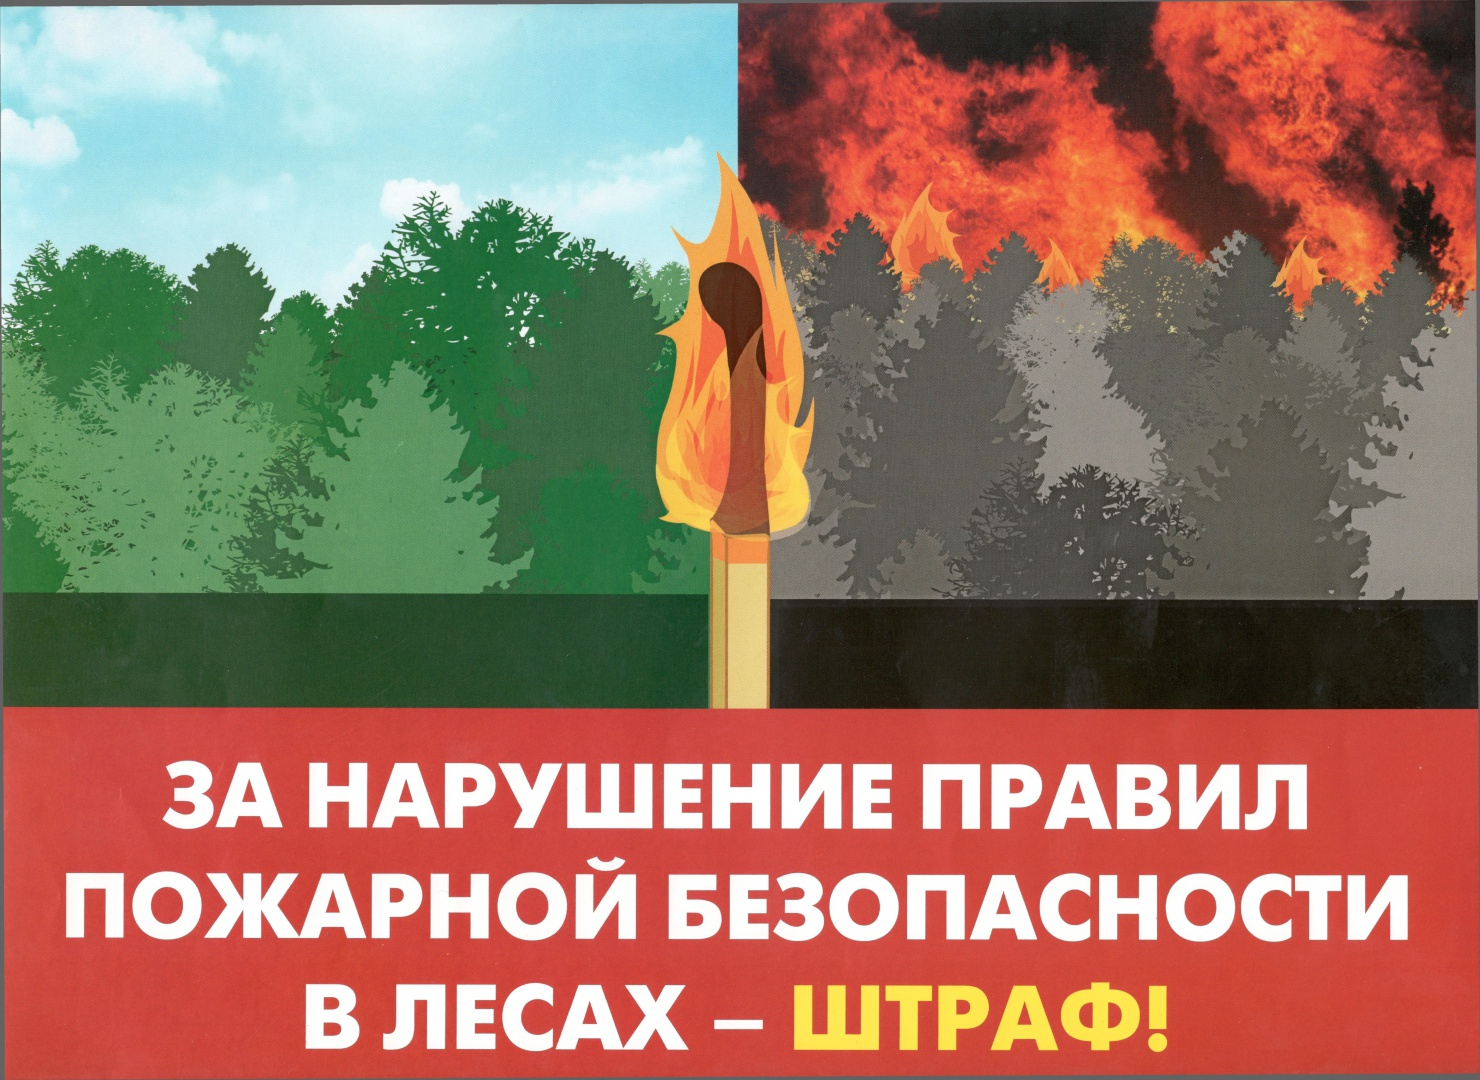 ЗА НАРУШЕНИЕ ПРАВИЛ
ПОЖАРНОЙ БЕЗОПАСНОСТИ
В ЛЕСАХ – ШТРАФ!